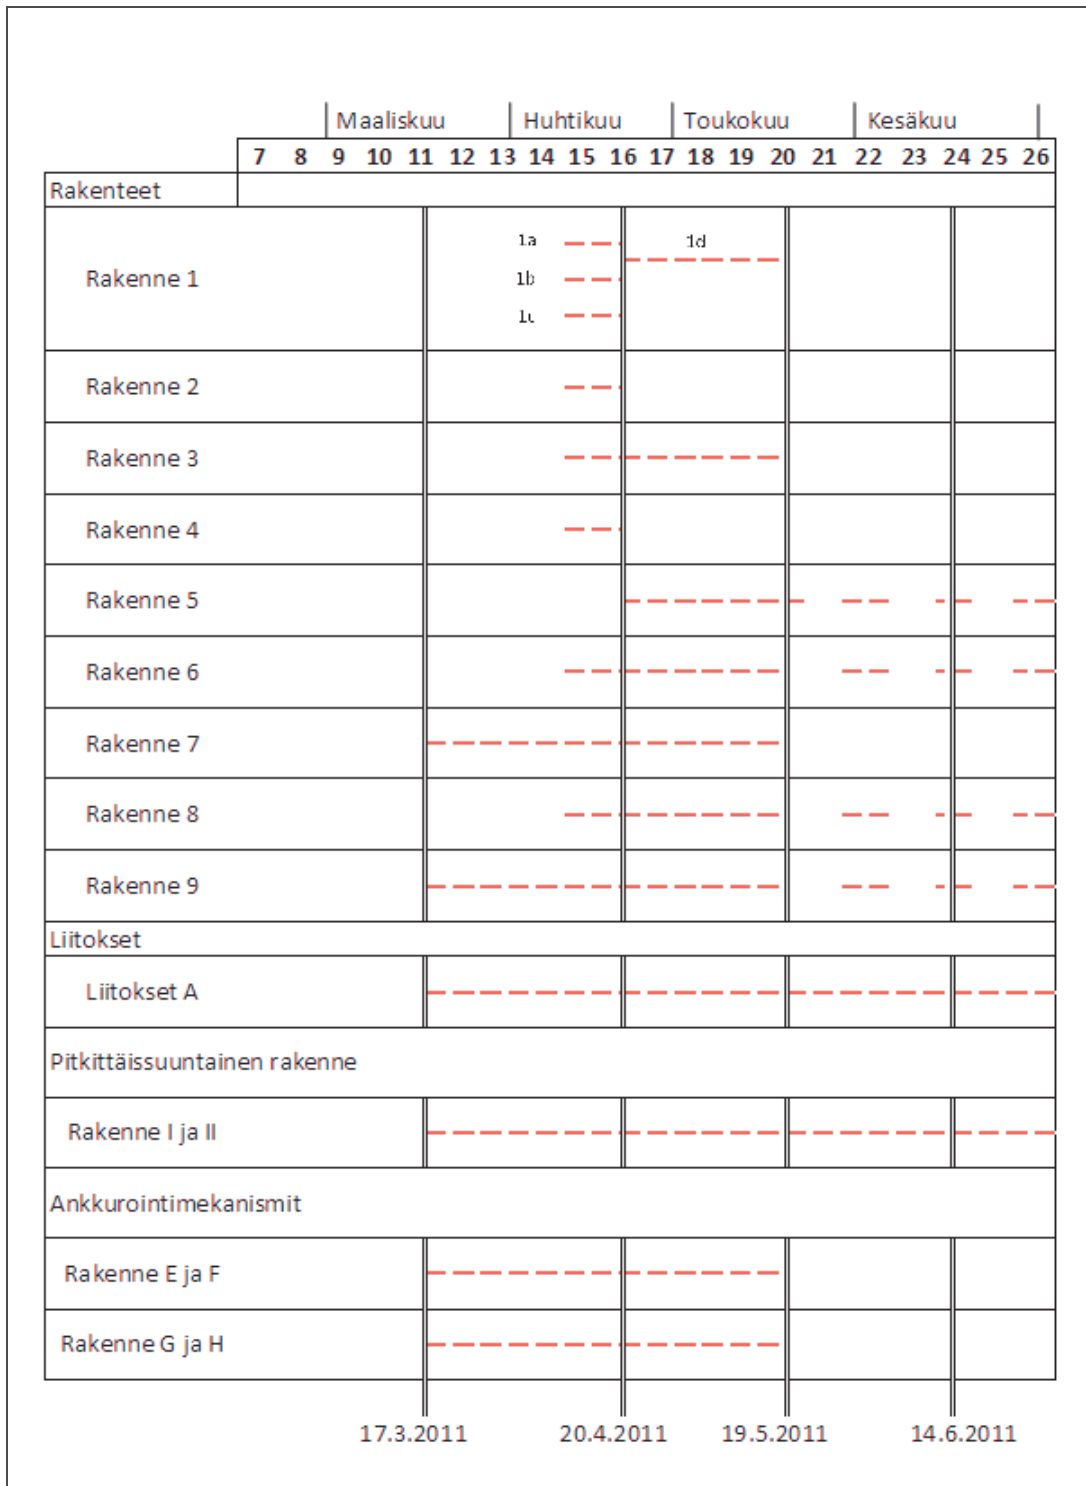 Maaliskuu Huhtikuu Toukokuu Kesäkuu
7 8 9 10 11 12 13 14 15 16 17 18 19 20 21 22 23 24 25 26
Rakenteet
1a 1d
Rakenne 1
1b
1c
Rakenne 2
Rakenne 3
Rakenne 4
Rakenne 5
Rakenne 6
Rakenne 7
Rakenne 8
Rakenne 9
Liitokset
Liitokset A
Pitkittäissuuntainen rakenne
Rakenne I ja II
Ankkurointimekanismit
Rakenne E ja F
Rakenne G ja H
17.3.2011 20.4.2011 19.5.2011 14.6.2011